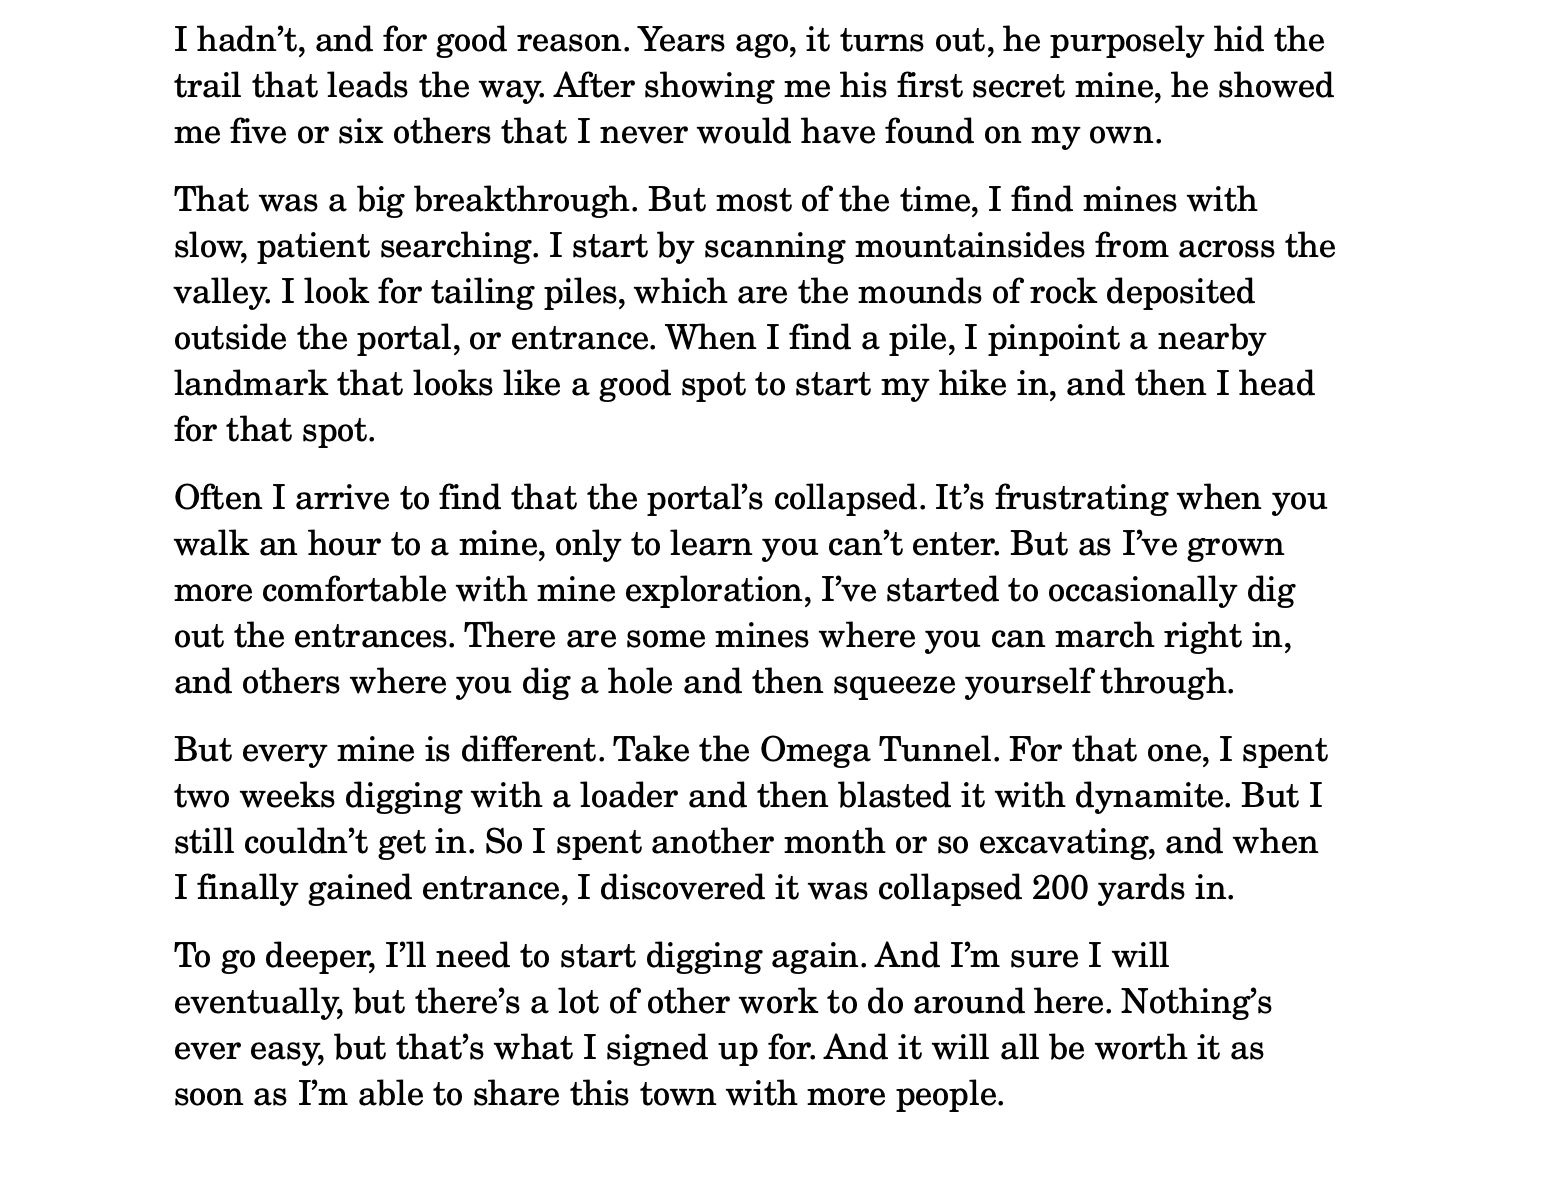 I hadn’t, and for good reason. Years ago, it turns out, he purposely hid the
trail that leads the way. After showing me his first secret mine, he showed
me five or six others that I never would have found on my own.
That was a big breakthrough. But most of the time, I find mines with
slow, patient searching. I start by scanning mountainsides from across the
valley. I look for tailing piles, which are the mounds of rock deposited
outside the portal, or entrance. When I find a pile, I pinpoint a nearby
landmark that looks like a good spot to start my hike in, and then I head
for that spot.
Often I arrive to find that the portal’s collapsed. It’s frustrating when you
walk an hour to a mine, only to learn you can’t enter. But as I’ve grown
more comfortable with mine exploration, I’ve started to occasionally dig
out the entrances. There are some mines where you can march right in,
and others where you dig a hole and then squeeze yourself through.
But every mine is different. Take the Omega Tunnel. For that one, I spent
two weeks digging with a loader and then blasted it with dynamite. But I
still couldn’t get in. So I spent another month or so excavating, and when
I finally gained entrance, I discovered it was collapsed 200 yards in.
To go deeper, I’ll need to start digging again. And I’m sure I will
eventually, but there’s a lot of other work to do around here. Nothing’s
ever easy, but that’s what I signed up for. And it will all be worth it as
soon as I’m able to share this town with more people.